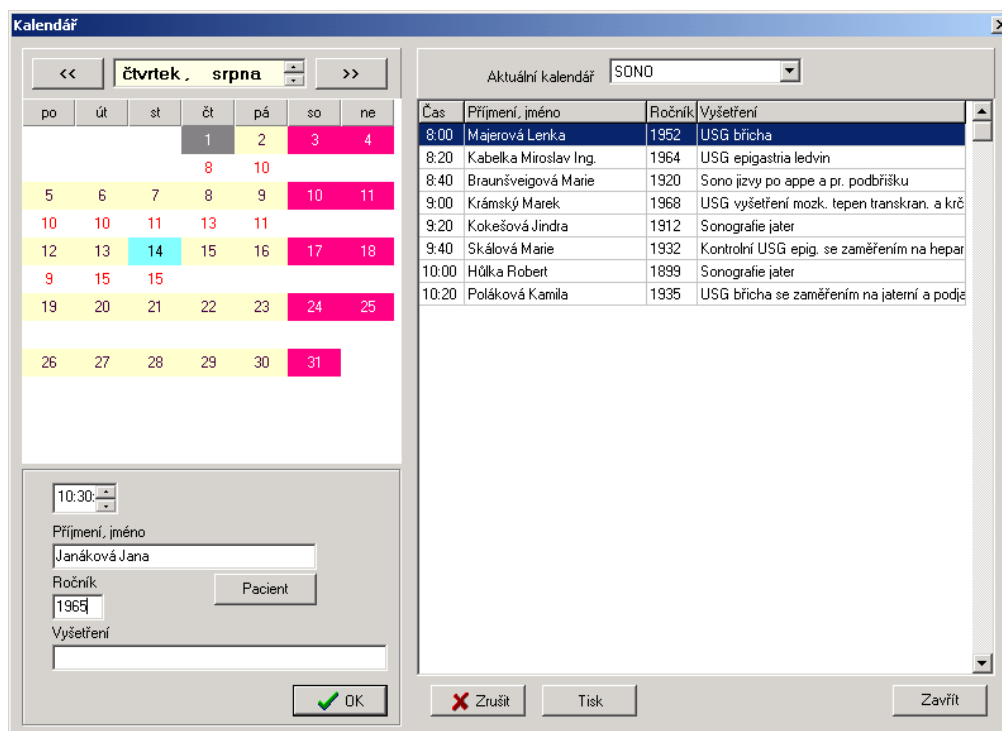 Kalendář
<< čtvrtek , srpna >>
po út st čt pá so ne
1 2 3 4
8 10
5 6 7 8 9 10 11
10 10 11 13 11
12 13 14 15 16 17 18
9 15 15
19 20 21 22 23 24 25
26 27 28 29 30 31
10:30:
Příjmení, jméno
Janáková Jana
Ročník
Pacient
1965
Vyšetření
OK
Aktuální kalendář SONO
Čas Příjmení, jméno Ročník Vyšetření
8:00 Majerová Lenka 1952 USG břicha
8:20 Kabelka Miroslav Ing. 1964 USG epigastria ledvin
8:40 Braunšveigová Marie 1920 Sono jizvy po appe a pr. podbřišku
9:00 Krámský Marek 1968 USG vyšetření mozk. tepen transkran. a krč
9:20 Kokešová Jindra 1912 Sonografie jater
9:40 Skálová Marie 1932 Kontrolní USG epig. se zaměřením na hepar
10:00 Hůlka Robert 1899 Sonografie jater
10:20 Poláková Kamila 1935 USG břicha se zaměřením na jaterní a podja
Zrušit Tisk Zavřít